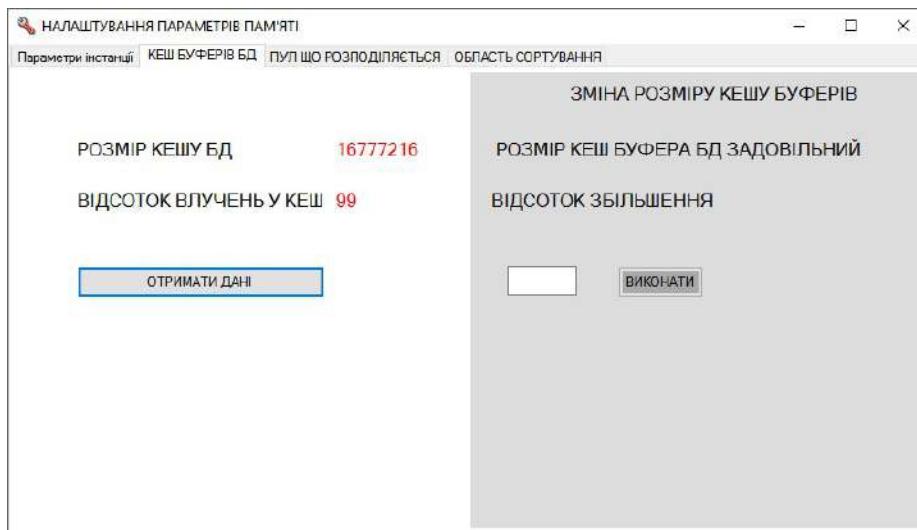 НАЛАШТУВАННЯ ПАРАМЕТРІВ ПАМ'ЯТІ
Параметри інстанції КЕШ БУФЕРІВ БД ПУЛ ЩО РОЗПОДІЛЯЄТЬСЯ ОБЛАСТЬ СОРТУВАННЯ
ЗМІНА РОЗМІРУ КЕШУ БУФЕРІВ
РОЗМІР КЕШУ БД 16777216 РОЗМІР КЕШ БУФЕРА БД ЗАДОВІЛЬНИЙ
ВІДСОТОК ВЛУЧЕНЬ У КЕШ 99 ВІДСОТОК ЗБІЛЬШЕННЯ
ОТРИМАТИ ДАНІ ВИКОНАТИ